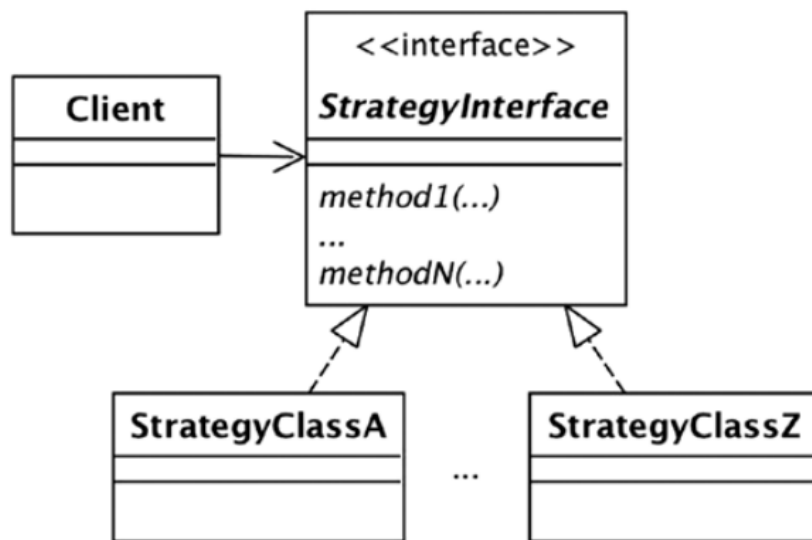 <<interface>>
Client
StrategyInterface
method1(...)
...
methodN(...)
StrategyClassA
...
StrategyClassZ